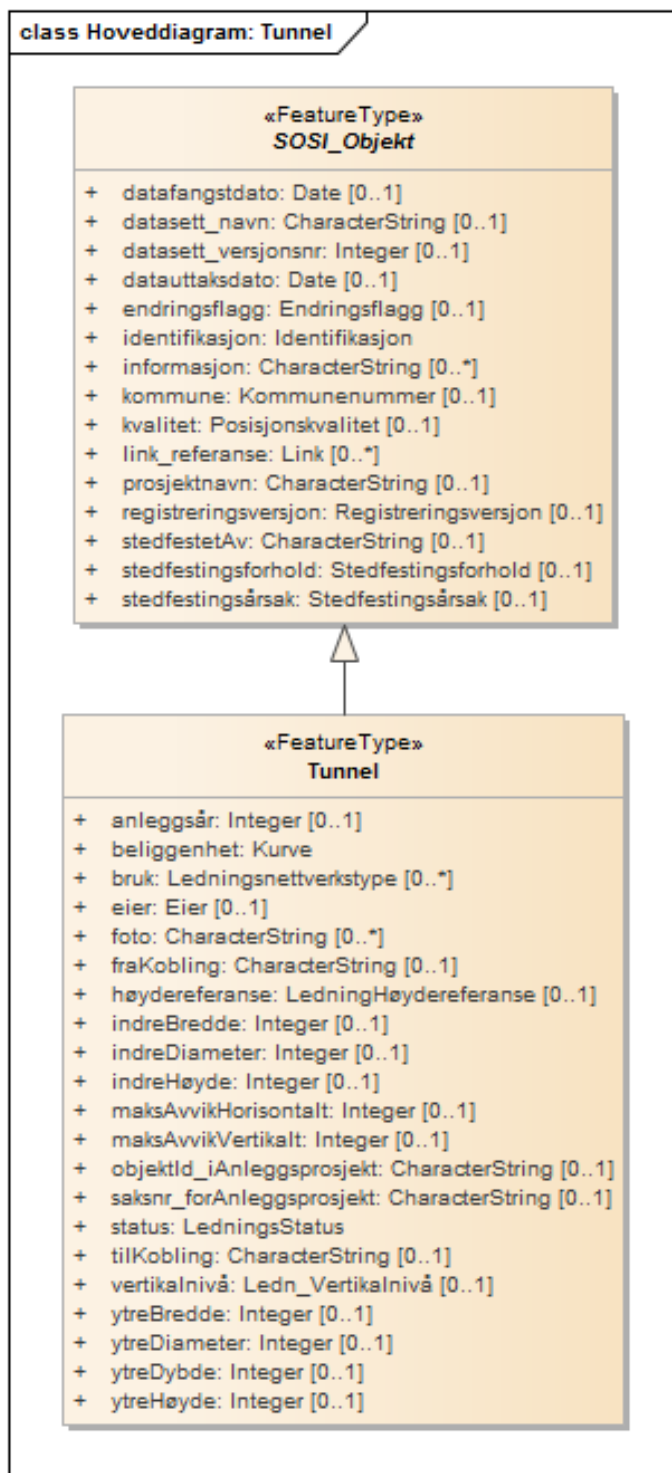 class Hoveddiagram: Tunnel
«FeatureType»
SOSI_Objekt
+ datafangstdato: Date [0..1]
+ datasett_navn: CharacterString [0..1]
+ datasett_versjonsnr: Integer [0..1]
+ datauttaksdato: Date [0..1]
+ endringsflagg: Endringsflagg [0..1]
+ identifikasjon: Identifikasjon
+ informasjon: CharacterString [0..*]
+ kommune: Kommunenummer [0..1]
+ kvalitet: Posisjonskvalitet [0..1]
+ link_referanse: Link [0..*]
+ prosjektnavn: CharacterString [0..1]
+ registreringsversjon: Registreringsversjon [0..1]
+ stedfestetAv: CharacterString [0..1]
+ stedfestingsforhold: Stedfestingsforhold [0..1]
+ stedfestingsårsak: Stedfestingsårsak [0..1]
«FeatureType»
Tunnel
+ anleggsår: Integer [0..1]
+ beliggenhet: Kurve
+ bruk: Ledningsnettverkstype [0..*]
+ eier: Eier [0..1]
+ foto: CharacterString [0..*]
+ fraKobling: CharacterString [0..1]
+ høydereferanse: LedningHøydereferanse [0..1]
+ indreBredde: Integer [0..1]
+ indreDiameter: Integer [0..1]
+ indreHøyde: Integer [0..1]
+ maksAvvikHorisontalt: Integer [0..1]
+ maksAvvikVertikalt: Integer [0..1]
+ objektId_iAnleggsprosjekt: CharacterString [0..1]
+ saksnr_forAnleggsprosjekt: CharacterString [0..1]
+ status: LedningsStatus
+ tilKobling: CharacterString [0..1]
+ vertikalnivå: Ledn_Vertikalnivå [0..1]
+ ytreBredde: Integer [0..1]
+ ytreDiameter: Integer [0..1]
+ ytreDybde: Integer [0..1]
+ ytreHøyde: Integer [0..1]